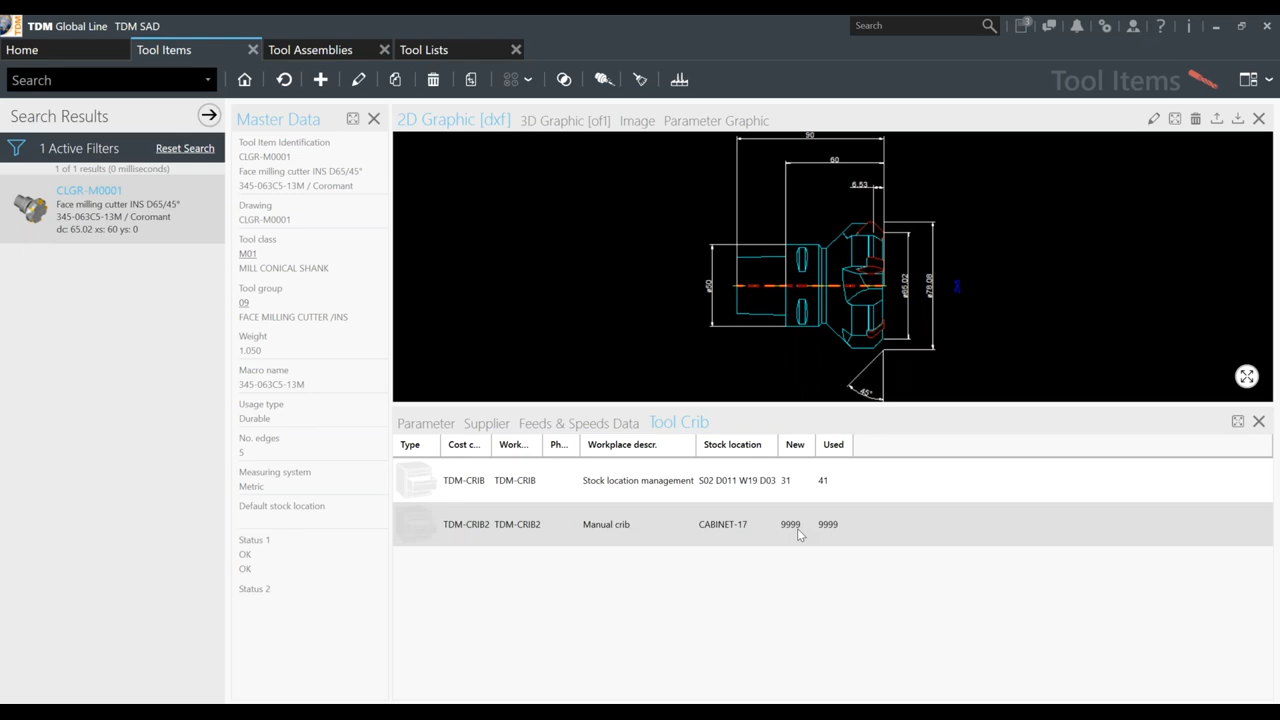 TDM Global Line TDM SAD
Search
3
Home
Tool Items
Tool Assemblies
Tool Lists
Search
Tool Items
Search Results
1 Active Filters
Reset Search
1 of 1 results (0 milliseconds)
CLGR-M0001
Face milling cutter INS D65/45°
345-063C5-13M / Coromant
dc: 65.02 xs: 60 ys: 0
Master Data
Tool Item Identification
CLGR-M0001
Face milling cutter INS D65/45°
345-063C5-13M / Coromant
Drawing
CLGR-M0001
Tool class
M01
MILL CONICAL SHANK
Tool group
09
FACE MILLING CUTTER /INS
Weight
1.050
Macro name
345-063C5-13M
Usage type
Durable
No. edges
5
Measuring system
Metric
Default stock location
Status 1
OK
OK
Status 2
2D Graphic [dxf]
3D Graphic [of1]
Image
Parameter Graphic
90
60
6.53
ø50
ø65.02
ø78.08
45°
Parameter
Supplier
Feeds & Speeds Data
Tool Crib
Type Cost c... Work... Ph... Workplace descr. Stock location New Used
TDM-CRIB TDM-CRIB Stock location management S02 D011 W19 D03 31 41
TDM-CRIB2 TDM-CRIB2 Manual crib CABINET-17 9999 9999